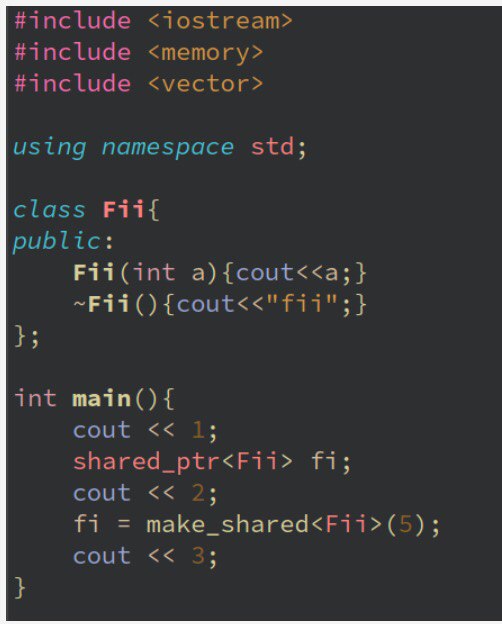 #include <iostream>
#include <memory>
#include <vector>
using namespace std;
class Fii{
public:
    Fii(int a){cout<<a;}
    ~Fii(){cout<<"fii";}
};
int main(){
    cout << 1;
    shared_ptr<Fii> fi;
    cout << 2;
    fi = make_shared<Fii>(5);
    cout << 3;
}